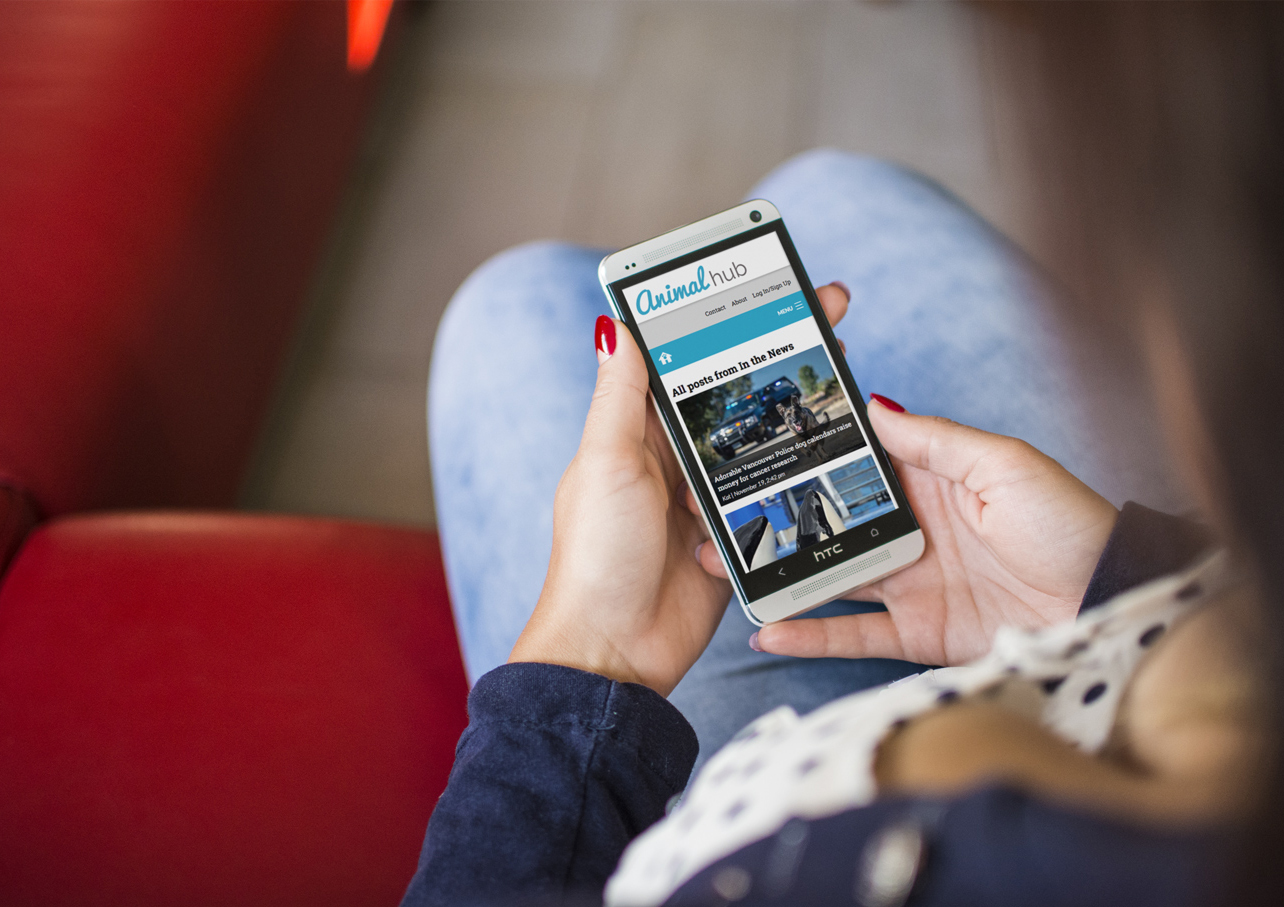 Animal hub
Contact About Log In/Sign Up
MENU
All posts from In the News
Adorable Vancouver Police dog calendars raise
money for cancer research
Kat | November 19, 2:42 pm
hTC